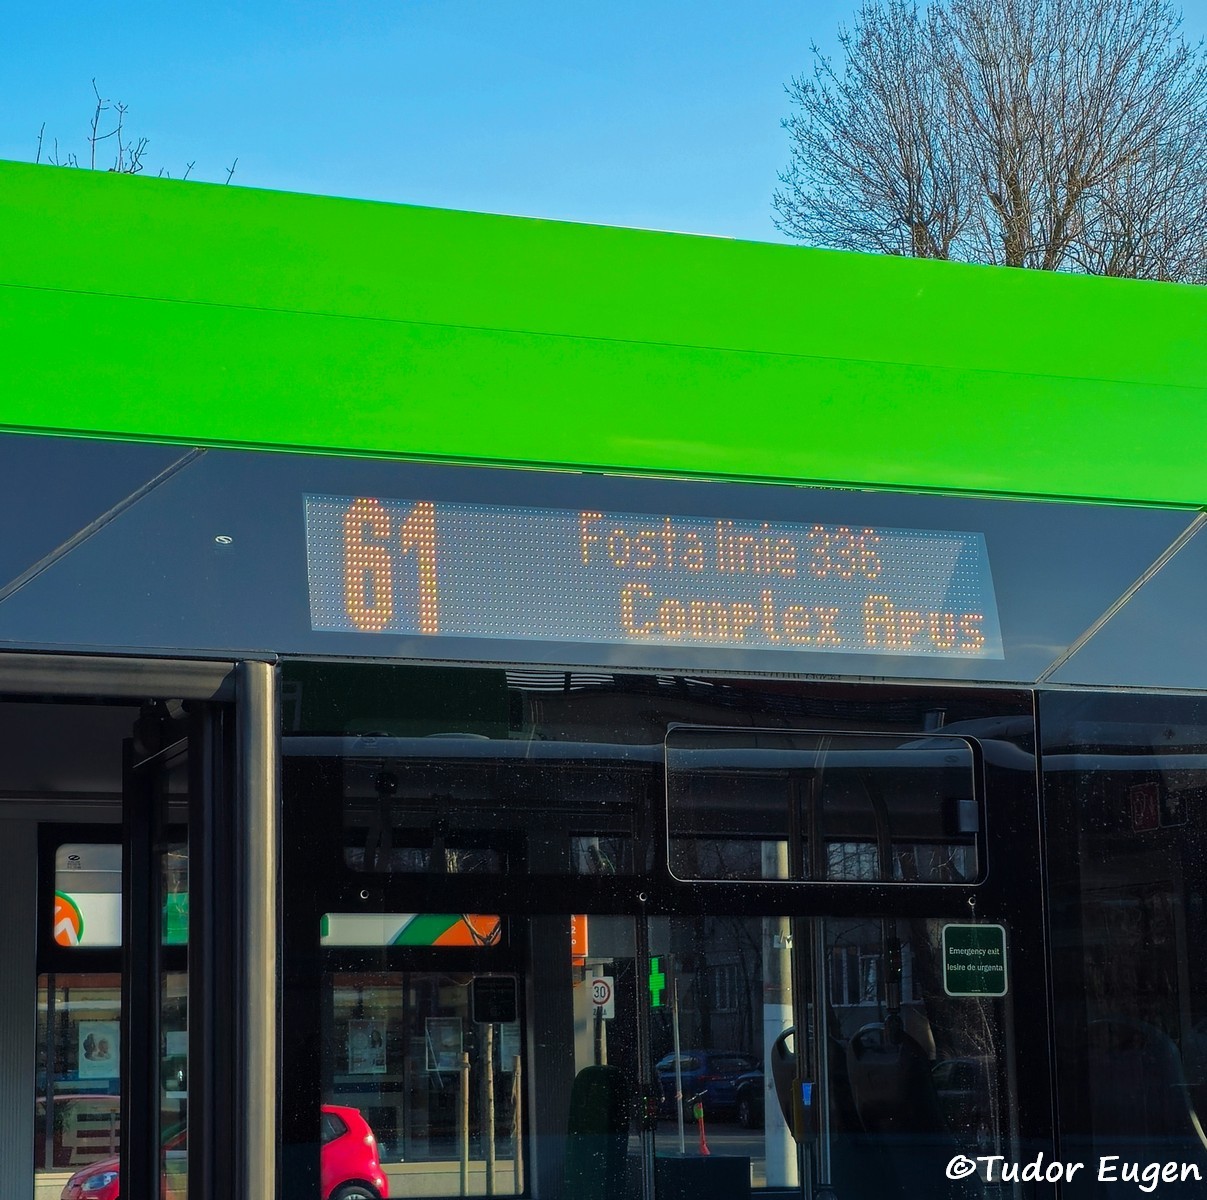 61
Fosta linie 336
Complex Apus
Emergency exit
Iesire de urgenta
30
©Tudor Eugen